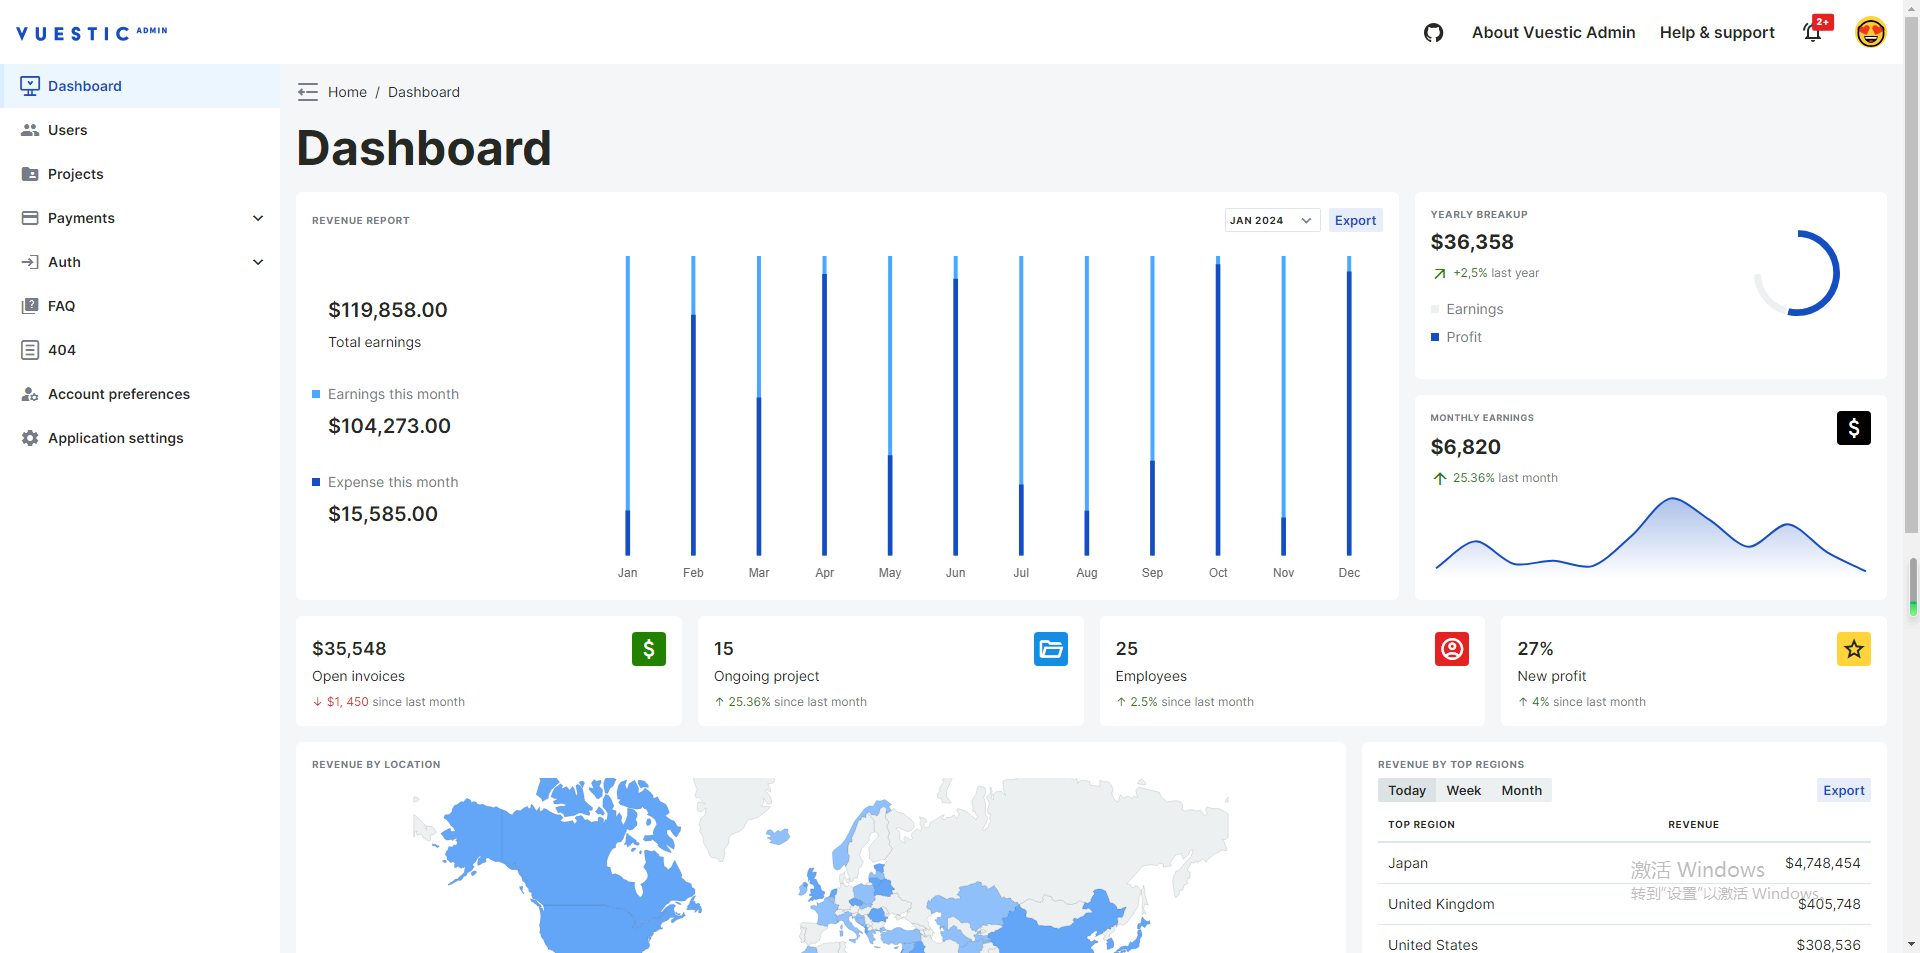 VUESTIC ADMIN
About Vuestic Admin
Help & support
2+
Dashboard
Users
Projects
Payments
Auth
FAQ
404
Account preferences
Application settings
Home / Dashboard
Dashboard
REVENUE REPORT
JAN 2024
Export
$119,858.00
Total earnings
Earnings this month
$104,273.00
Expense this month
$15,585.00
Jan Feb Mar Apr May Jun Jul Aug Sep Oct Nov Dec
YEARLY BREAKUP
$36,358
+2,5% last year
Earnings
Profit
MONTHLY EARNINGS
$6,820
25.36% last month
$35,548
Open invoices
$1, 450 since last month
15
Ongoing project
25.36% since last month
25
Employees
2.5% since last month
27%
New profit
4% since last month
REVENUE BY LOCATION
REVENUE BY TOP REGIONS
Today Week Month
Export
TOP REGION REVENUE
Japan $4,748,454
United Kingdom $405,748
United States $308,536
激活 Windows
转到“设置”以激活 Windows。